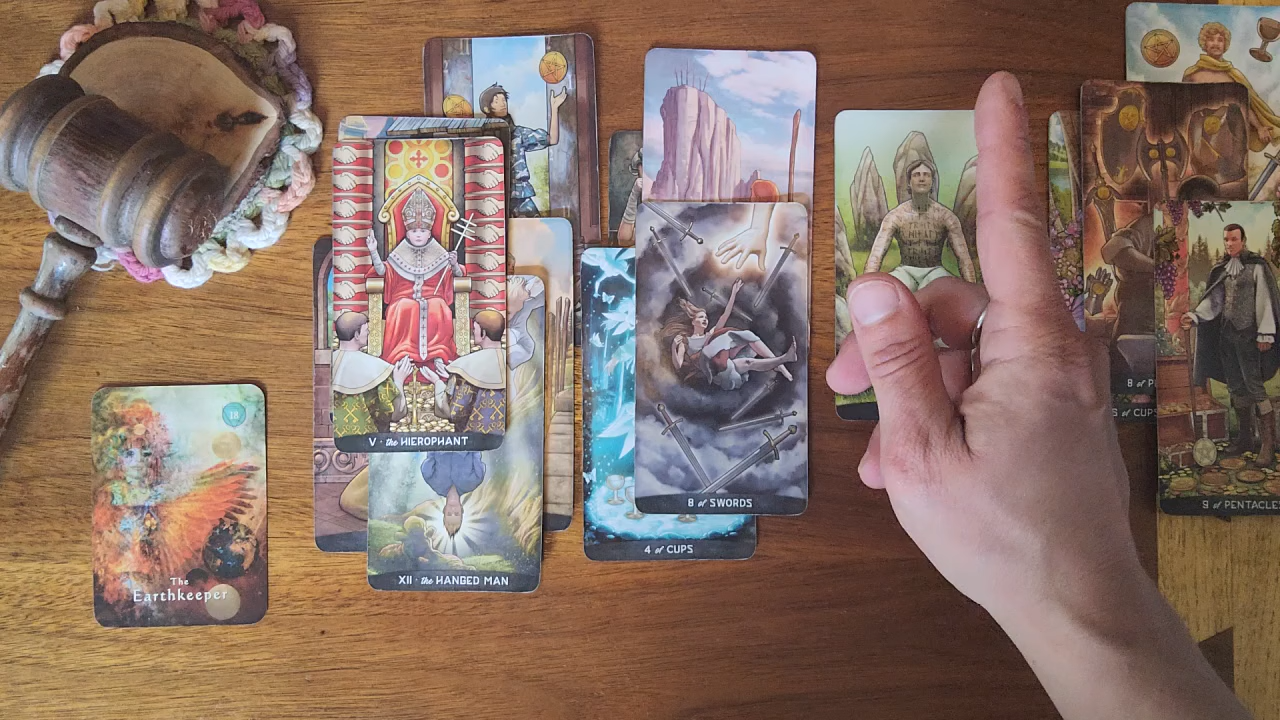 18
The
Earthkeeper
V · the HIEROPHANT
XII · the HANGED MAN
4 of CUPS
8 of SWORDS
8 of P
S of CUPS
9 of PENTACLES